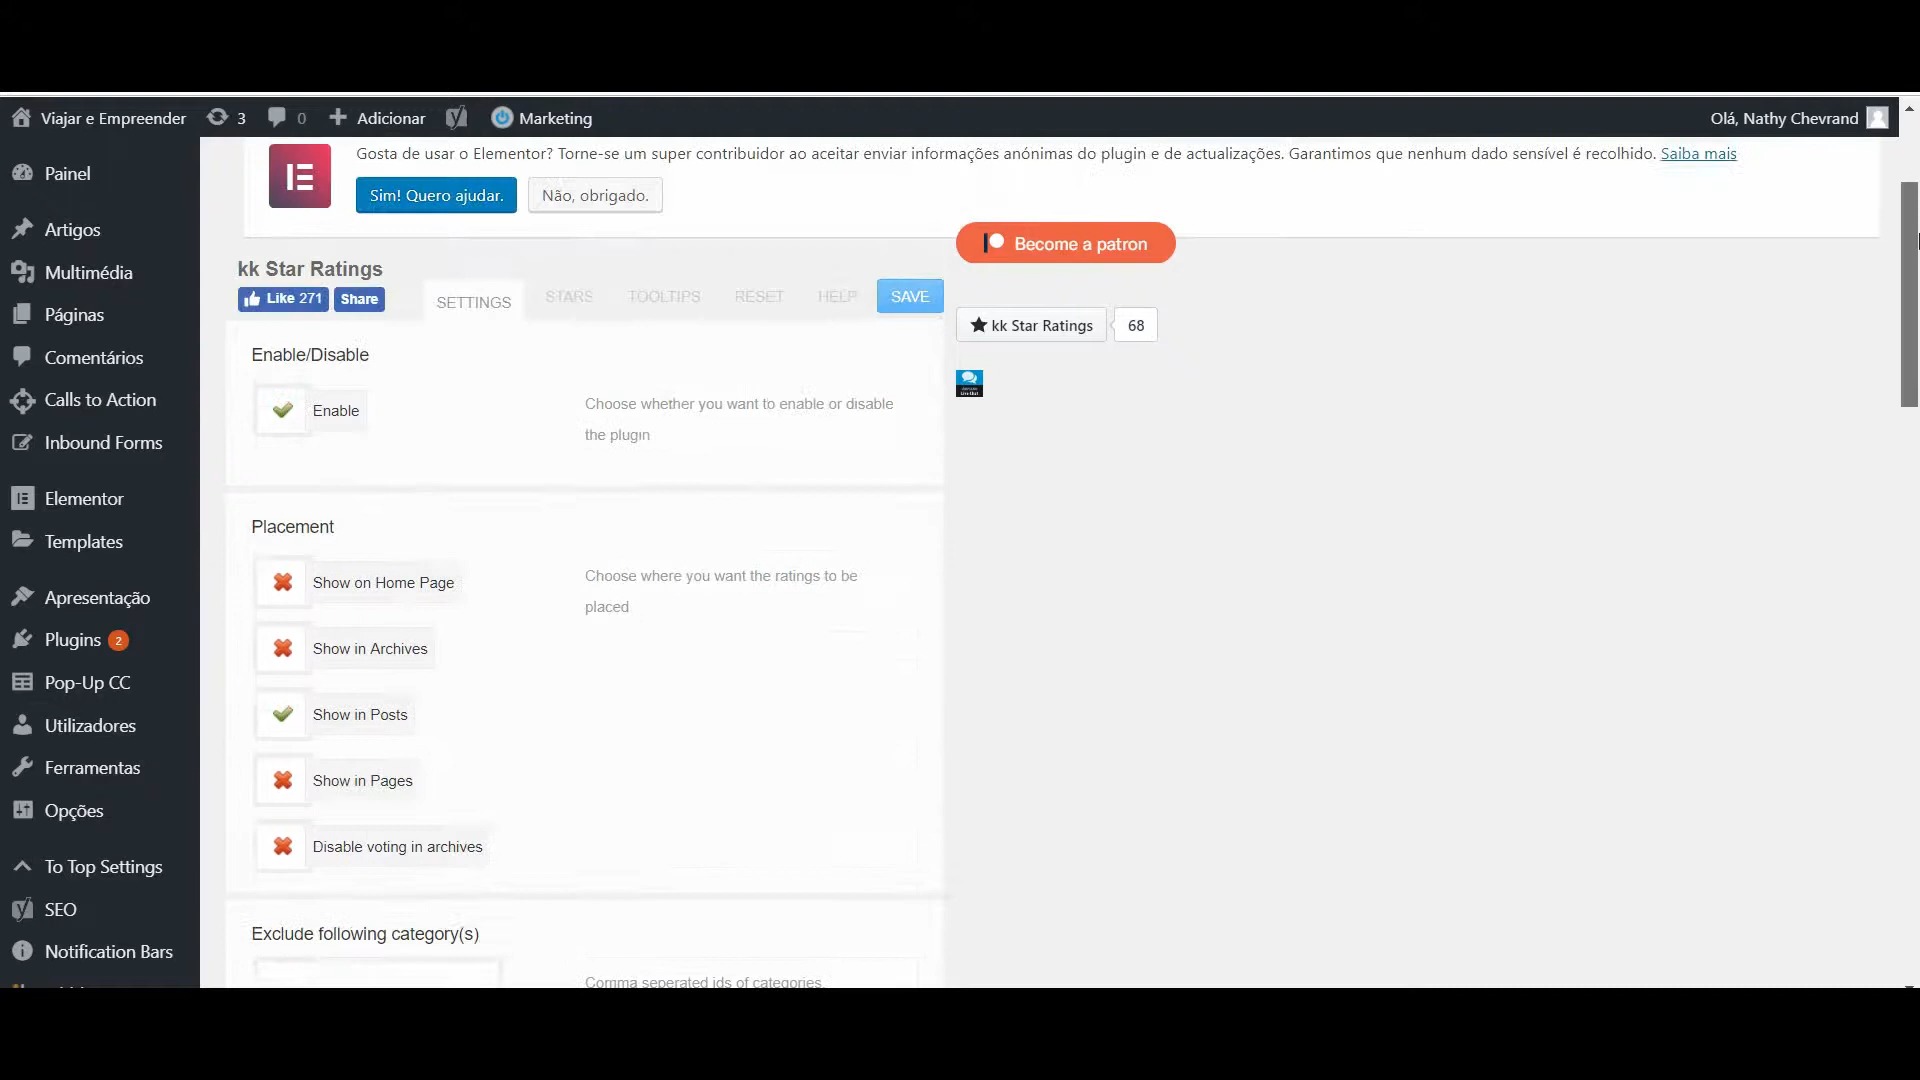 Viajar e Empreender 3 0 Adicionar Marketing Olá, Nathy Chevrand
Gosta de usar o Elementor? Torne-se um super contribuidor ao aceitar enviar informações anónimas do plugin e de actualizações. Garantimos que nenhum dado sensível é recolhido. Saiba mais
Sim! Quero ajudar. Não, obrigado.
Painel
Artigos
Multimédia
Páginas
Comentários
Calls to Action
Inbound Forms
Elementor
Templates
Apresentação
Plugins 2
Pop-Up CC
Utilizadores
Ferramentas
Opções
To Top Settings
SEO
Notification Bars
kk Star Ratings
Like 271 Share
SETTINGS STARS TOOLTIPS RESET HELP SAVE
Enable/Disable
Enable
Choose whether you want to enable or disable
the plugin
Placement
Show on Home Page
Show in Archives
Show in Posts
Show in Pages
Disable voting in archives
Choose where you want the ratings to be
placed
Exclude following category(s)
Comma seperated ids of categories.
Become a patron
kk Star Ratings 68